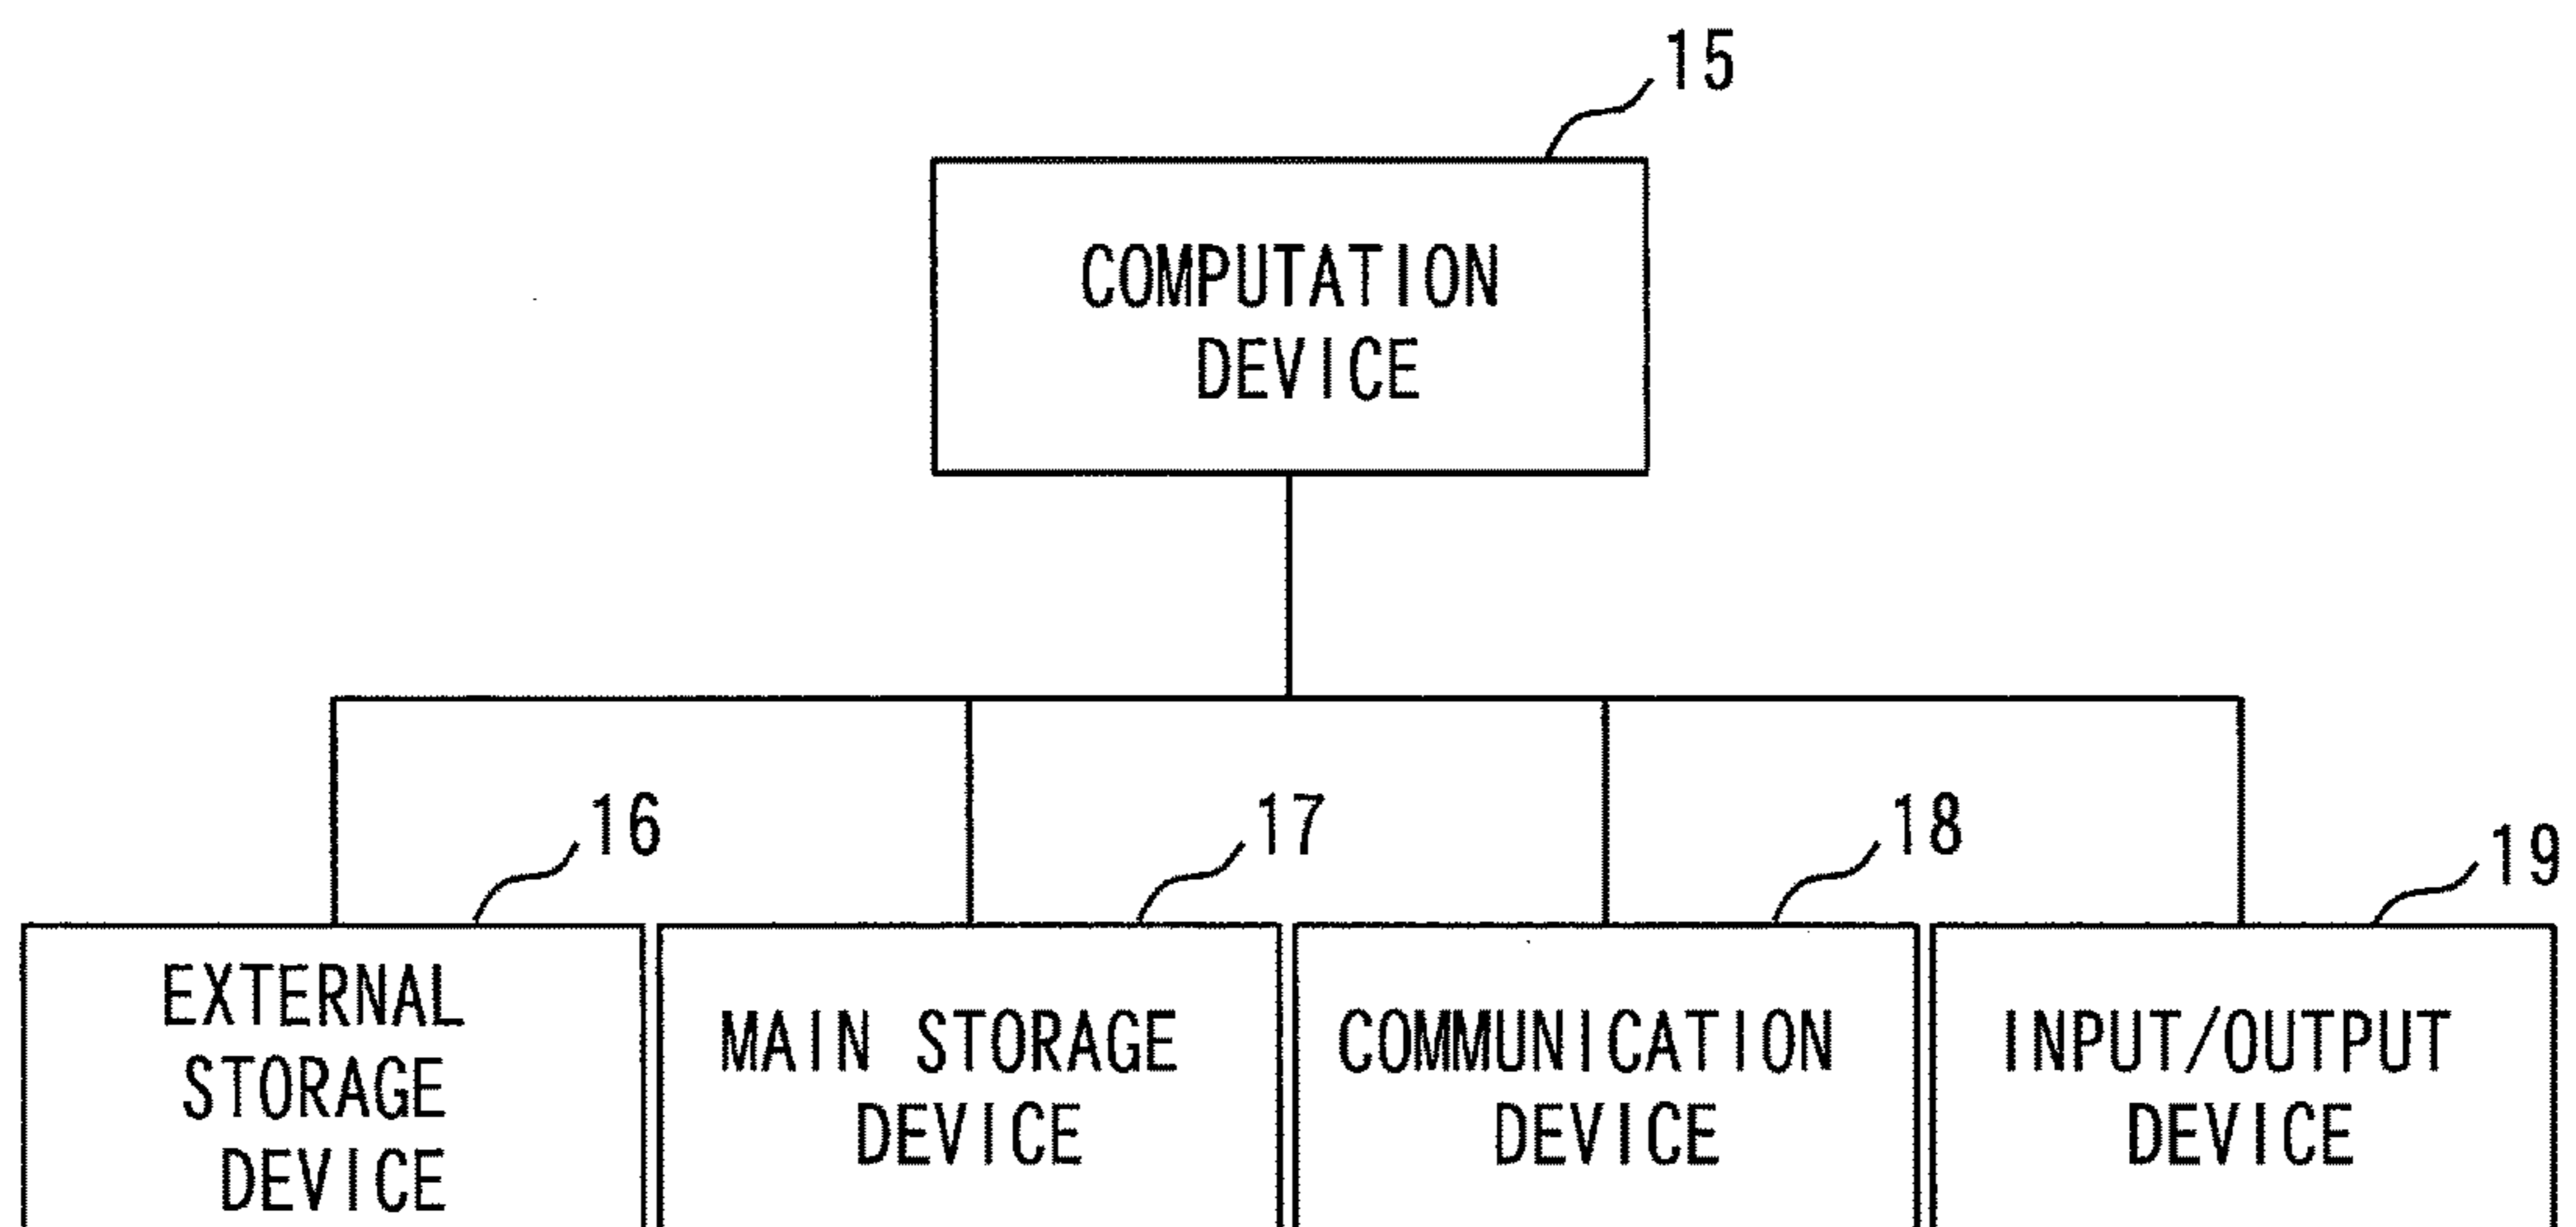 15
COMPUTATION
DEVICE
16
17
18
19
EXTERNAL
STORAGE
DEVICE
MAIN STORAGE
DEVICE
COMMUNICATION
DEVICE
INPUT/OUTPUT
DEVICE